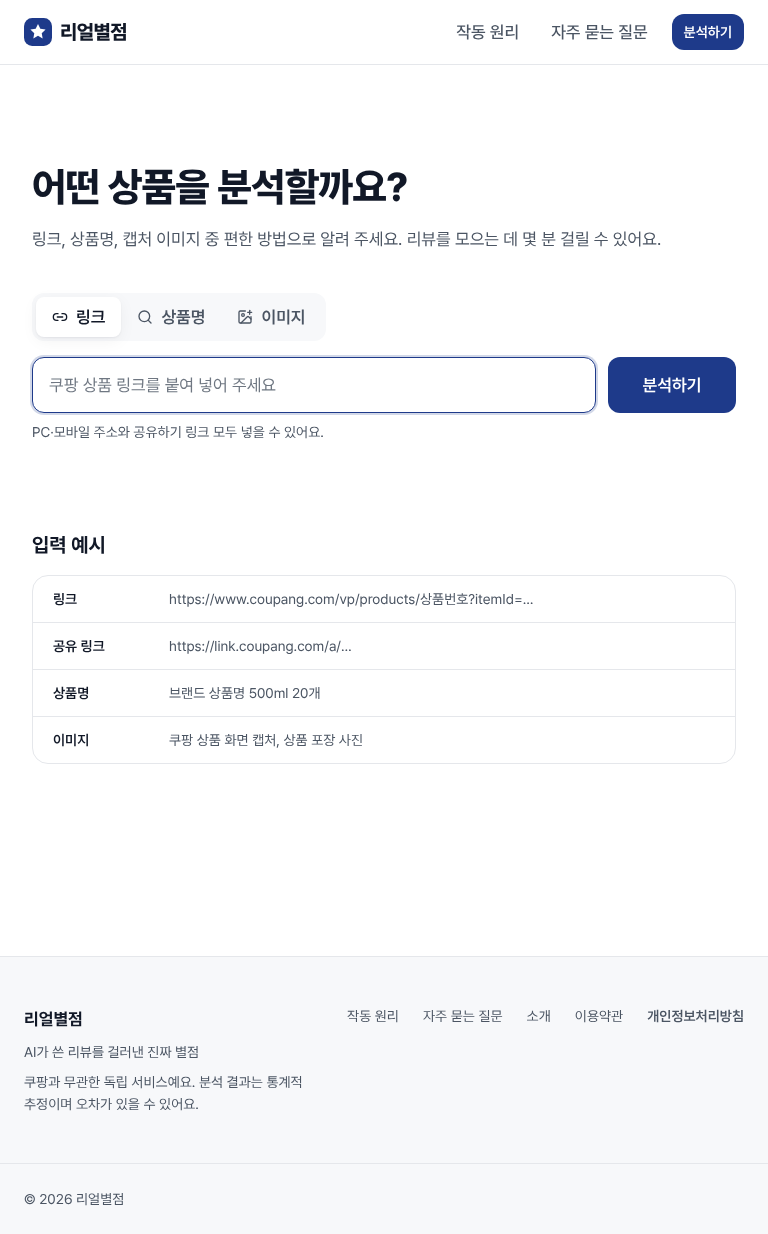 리얼별점
작동 원리
자주 묻는 질문
분석하기
어떤 상품을 분석할까요?
링크, 상품명, 캡처 이미지 중 편한 방법으로 알려 주세요. 리뷰를 모으는 데 몇 분 걸릴 수 있어요.
링크
상품명
이미지
쿠팡 상품 링크를 붙여 넣어 주세요
분석하기
PC·모바일 주소와 공유하기 링크 모두 넣을 수 있어요.
입력 예시
링크 https://www.coupang.com/vp/products/상품번호?itemId=…
공유 링크 https://link.coupang.com/a/…
상품명 브랜드 상품명 500ml 20개
이미지 쿠팡 상품 화면 캡처, 상품 포장 사진
리얼별점
작동 원리
자주 묻는 질문
소개
이용약관
개인정보처리방침
AI가 쓴 리뷰를 걸러낸 진짜 별점
쿠팡과 무관한 독립 서비스예요. 분석 결과는 통계적
추정이며 오차가 있을 수 있어요.
© 2026 리얼별점